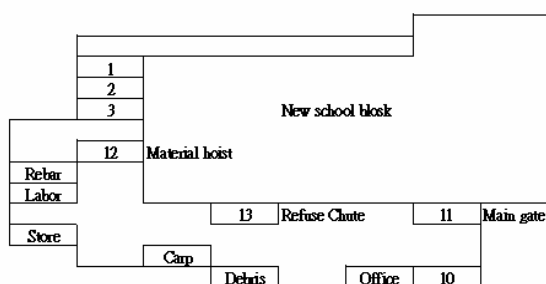 1
2
3
New school blosk
12 Material hoist
Rebar
Labor
13 Refuse Chute 11 Main gate
Store
Carp
Debris Office 10